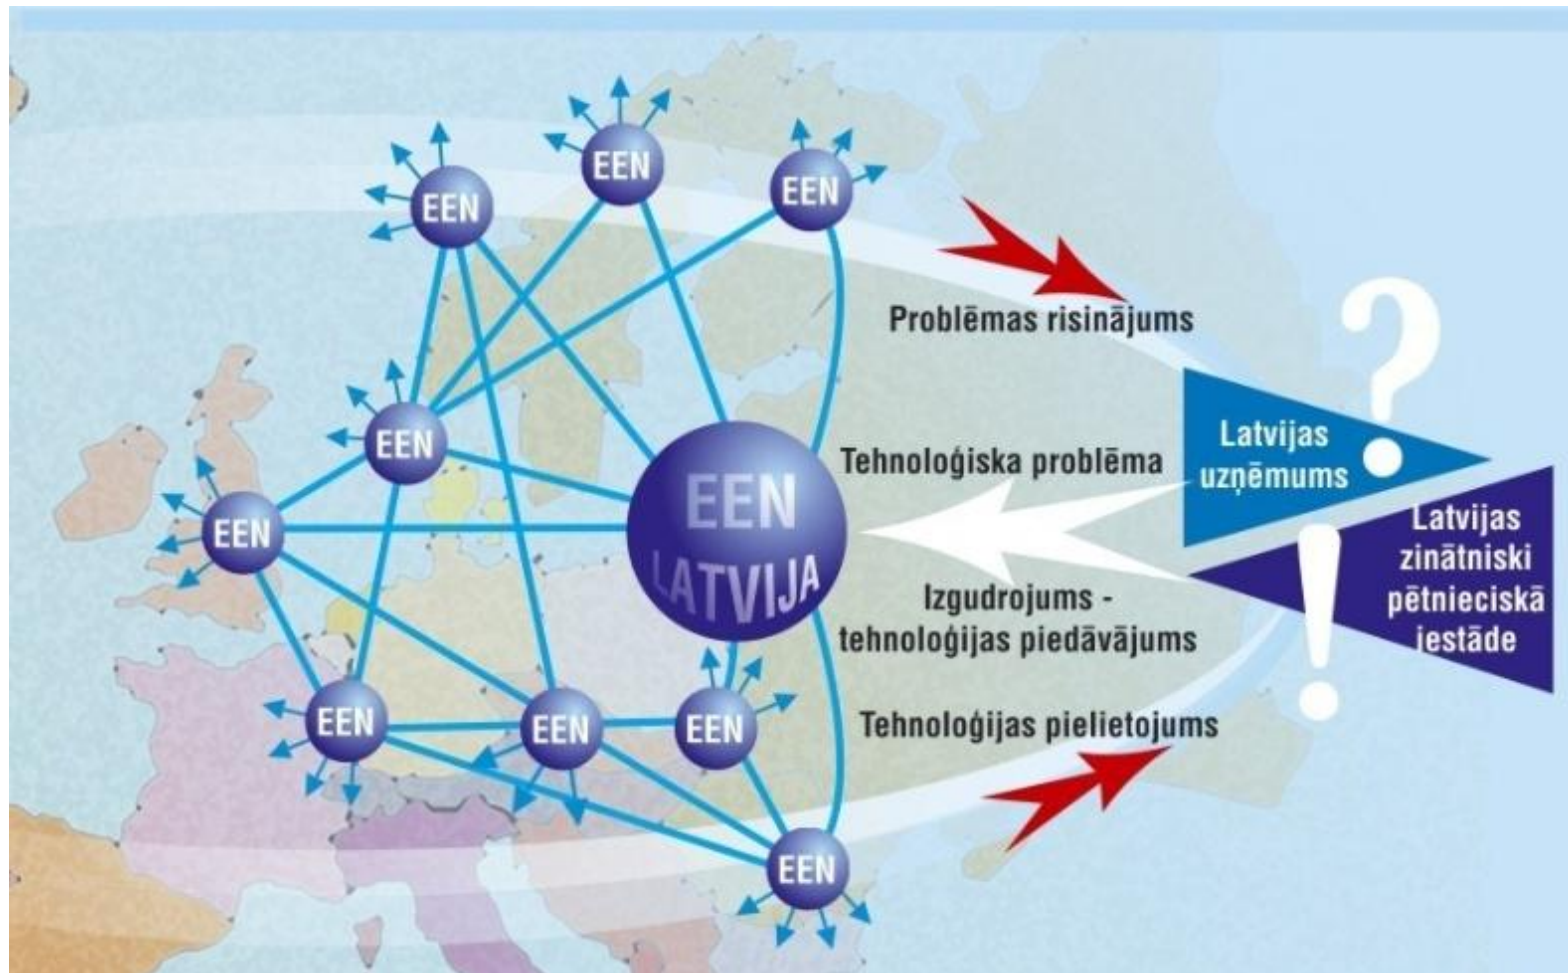 EEN
EEN
EEN
Problēmas risinājums
EEN
Tehnoloģiska problēma
Latvijas
uzņēmums
?
EEN
EEN
LATVIJA
Latvijas
zinātniski
pētnieciskā
iestāde
!
Izgudrojums -
tehnoloģijas piedāvājums
EEN
EEN
EEN
Tehnoloģijas pielietojums
EEN